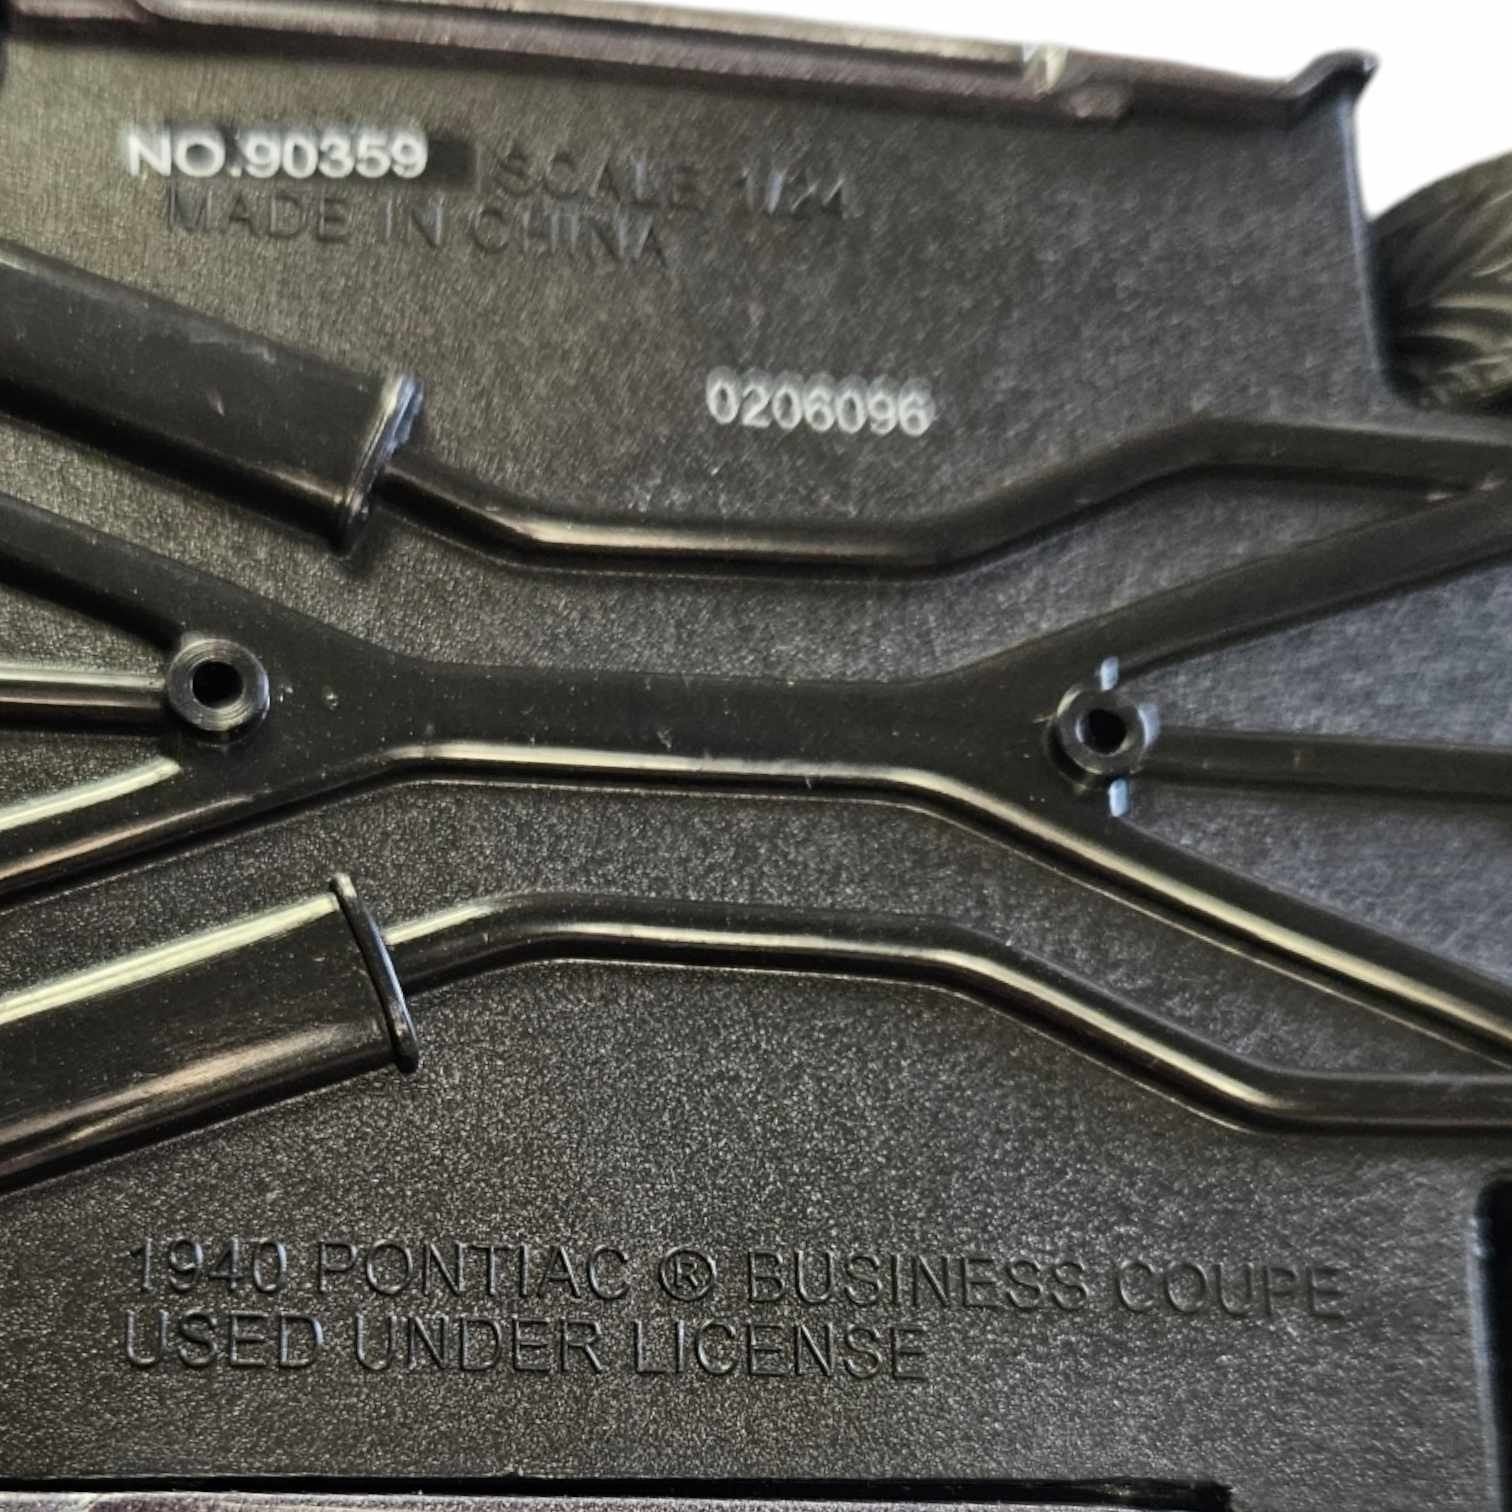 NO.90359 SCALE 1/24
MADE IN CHINA
0206096
1940 PONTIAC ® BUSINESS COUPE
USED UNDER LICENSE